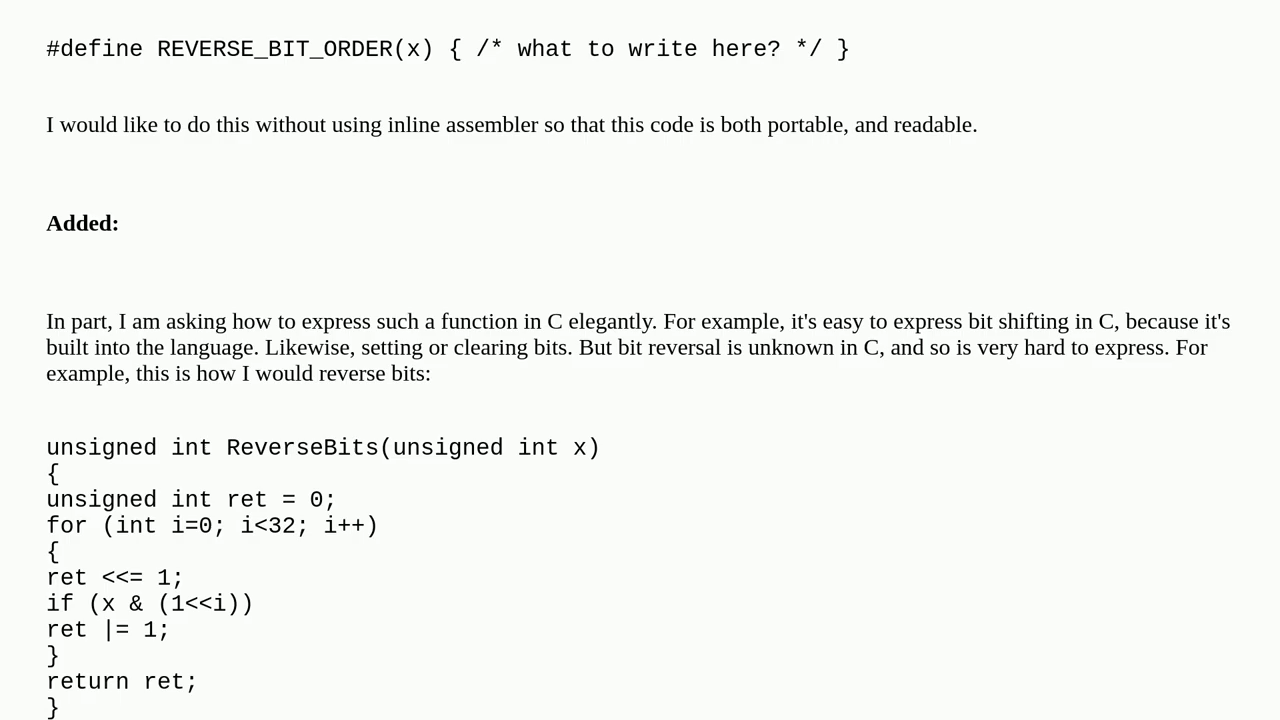 #define REVERSE_BIT_ORDER(x) { /* what to write here? */ }
I would like to do this without using inline assembler so that this code is both portable, and readable.
Added:
In part, I am asking how to express such a function in C elegantly. For example, it's easy to express bit shifting in C, because it's
built into the language. Likewise, setting or clearing bits. But bit reversal is unknown in C, and so is very hard to express. For
example, this is how I would reverse bits:
unsigned int ReverseBits(unsigned int x)
{
unsigned int ret = 0;
for (int i=0; i<32; i++)
{
ret <<= 1;
if (x & (1<<i))
ret |= 1;
}
return ret;
}